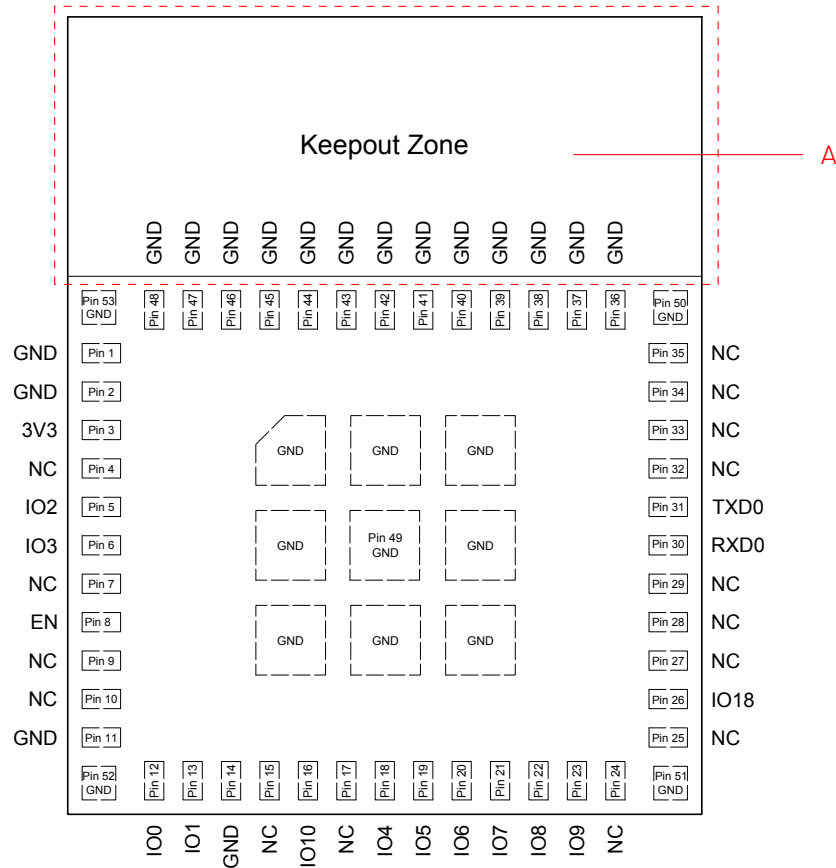 Keepout Zone
A
GND GND GND GND GND GND GND GND GND GND GND GND GND
Pin 53 GND
Pin 48 Pin 47 Pin 46 Pin 45 Pin 44 Pin 43 Pin 42 Pin 41 Pin 40 Pin 39 Pin 38 Pin 37 Pin 36
Pin 50 GND
GND Pin 1 Pin 35 NC
GND Pin 2 Pin 34 NC
3V3 Pin 3 Pin 33 NC
NC Pin 4 Pin 32 NC
IO2 Pin 5 Pin 31 TXD0
IO3 Pin 6 Pin 30 RXD0
NC Pin 7 Pin 29 NC
EN Pin 8 Pin 28 NC
NC Pin 9 Pin 27 NC
NC Pin 10 Pin 26 IO18
GND Pin 11 Pin 25 NC
GND GND GND
GND Pin 49 GND GND
GND GND GND
Pin 52 GND
Pin 12 Pin 13 Pin 14 Pin 15 Pin 16 Pin 17 Pin 18 Pin 19 Pin 20 Pin 21 Pin 22 Pin 23 Pin 24
Pin 51 GND
IO0 IO1 GND NC IO10 NC IO4 IO5 IO6 IO7 IO8 IO9 NC